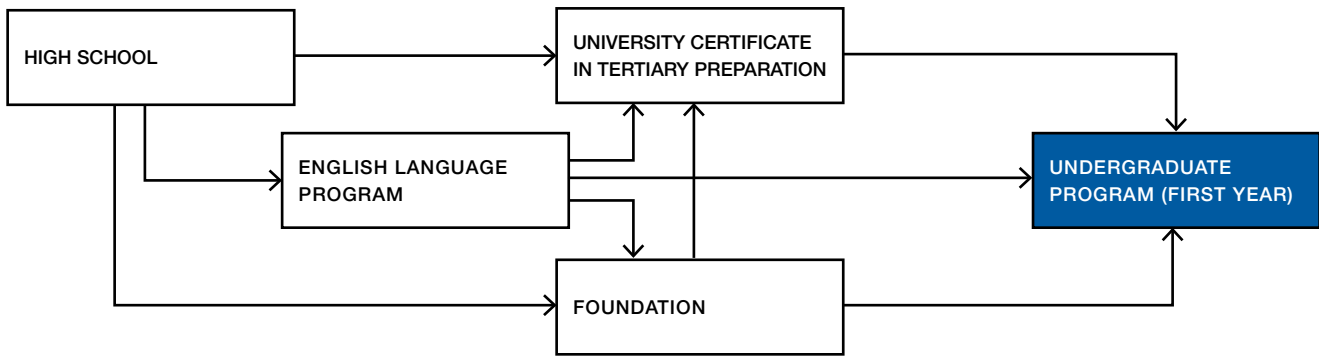 HIGH SCHOOL
UNIVERSITY CERTIFICATE
IN TERTIARY PREPARATION
ENGLISH LANGUAGE
PROGRAM
UNDERGRADUATE
PROGRAM (FIRST YEAR)
FOUNDATION